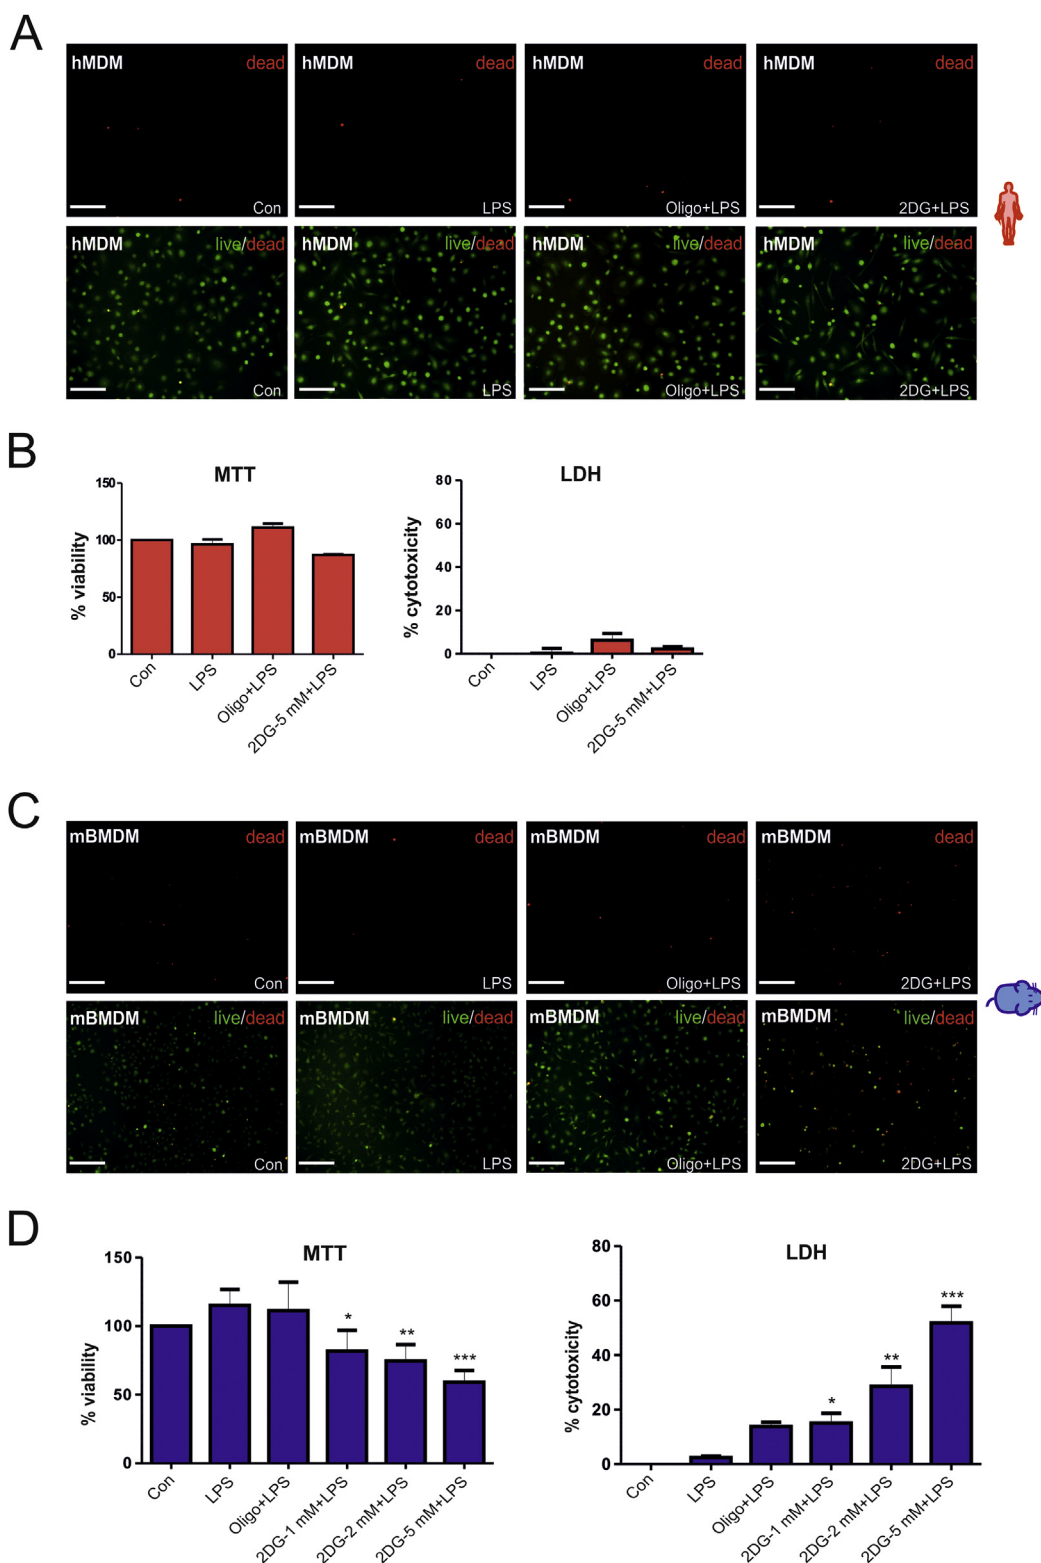 A
hMDM dead hMDM dead hMDM dead hMDM dead
Con LPS Oligo+LPS 2DG+LPS
hMDM live/dead hMDM live/dead hMDM live/dead hMDM live/dead
Con LPS Oligo+LPS 2DG+LPS
B
MTT
% viability
150
100
50
0
Con LPS Oligo+LPS 2DG-5 mM+LPS
LDH
% cytotoxicity
80
60
40
20
0
Con LPS Oligo+LPS 2DG-5 mM+LPS
C
mBMDM dead mBMDM dead mBMDM dead mBMDM dead
Con LPS Oligo+LPS 2DG+LPS
mBMDM live/dead mBMDM live/dead mBMDM live/dead mBMDM live/dead
Con LPS Oligo+LPS 2DG+LPS
D
MTT
% viability
150
100
50
0
* ** ***
Con LPS Oligo+LPS 2DG-1 mM+LPS 2DG-2 mM+LPS 2DG-5 mM+LPS
LDH
% cytotoxicity
80
60
40
20
0
* ** ***
Con LPS Oligo+LPS 2DG-1 mM+LPS 2DG-2 mM+LPS 2DG-5 mM+LPS